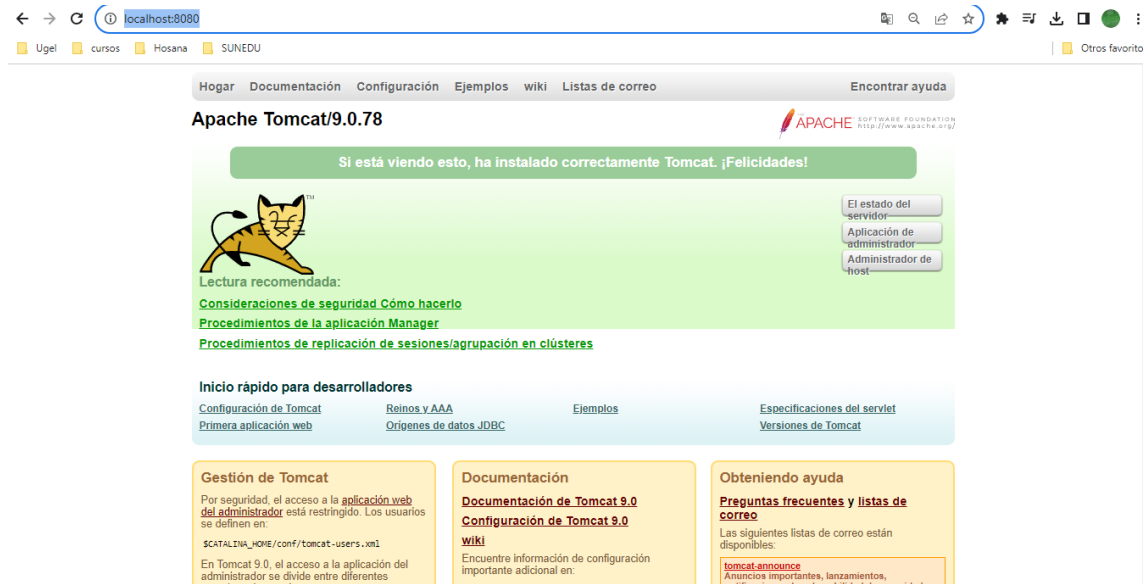 localhost:8080
Ugel cursos Hosana SUNEDU Otros favorito
Hogar Documentación Configuración Ejemplos wiki Listas de correo Encontrar ayuda
Apache Tomcat/9.0.78
APACHE SOFTWARE FOUNDATION
http://www.apache.org/
Si está viendo esto, ha instalado correctamente Tomcat. ¡Felicidades!
TM
El estado del
servidor
Aplicación de
administrador
Administrador de
host
Lectura recomendada:
Consideraciones de seguridad Cómo hacerlo
Procedimientos de la aplicación Manager
Procedimientos de replicación de sesiones/agrupación en clústeres
Inicio rápido para desarrolladores
Configuración de Tomcat Reinos y AAA Ejemplos Especificaciones del servlet
Primera aplicación web Orígenes de datos JDBC Versiones de Tomcat
Gestión de Tomcat
Por seguridad, el acceso a la aplicación web
del administrador está restringido. Los usuarios
se definen en:
$CATALINA_HOME/conf/tomcat-users.xml
En Tomcat 9.0, el acceso a la aplicación del
administrador se divide entre diferentes
Documentación
Documentación de Tomcat 9.0
Configuración de Tomcat 9.0
wiki
Encuentre información de configuración
importante adicional en:
Obteniendo ayuda
Preguntas frecuentes y listas de
correo
Las siguientes listas de correo están
disponibles:
tomcat-announce
Anuncios importantes, lanzamientos,